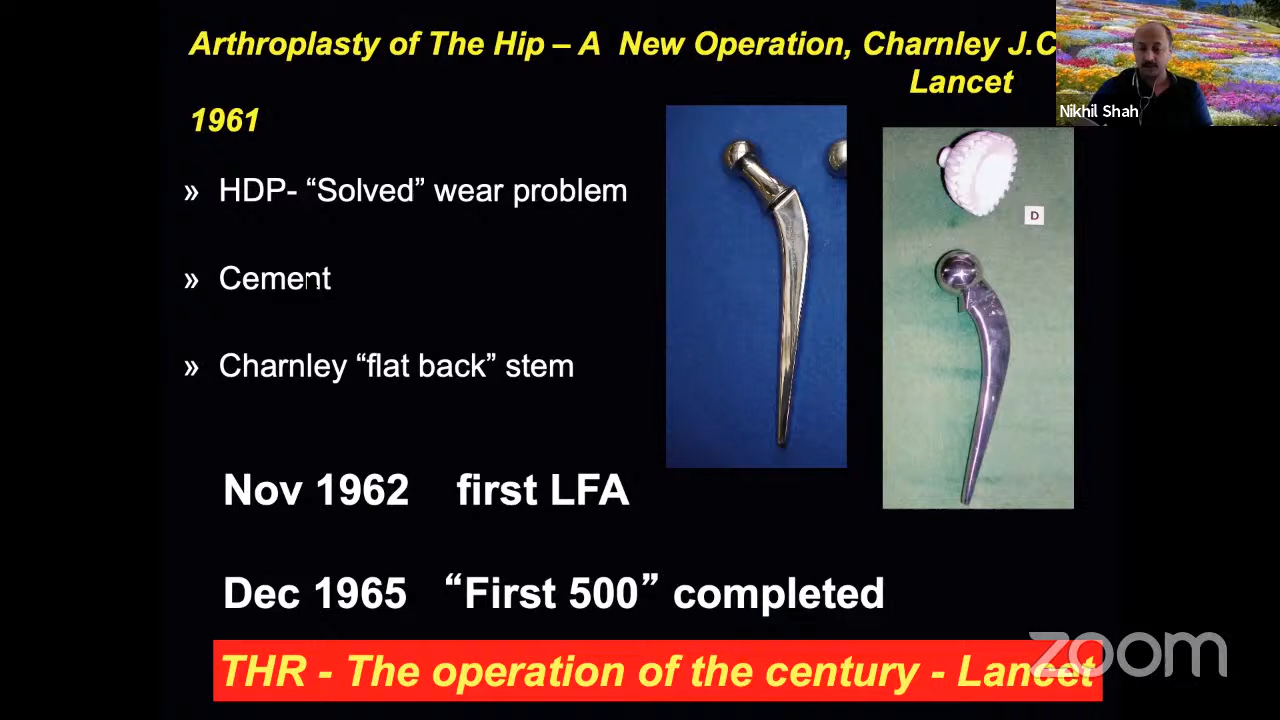 Arthroplasty of The Hip – A New Operation, Charnley J.C
Lancet
1961
» HDP- “Solved” wear problem
» Cement
» Charnley “flat back” stem
Nov 1962 first LFA
Dec 1965 “First 500” completed
THR - The operation of the century - Lancet
Nikhil Shah
D
zoom